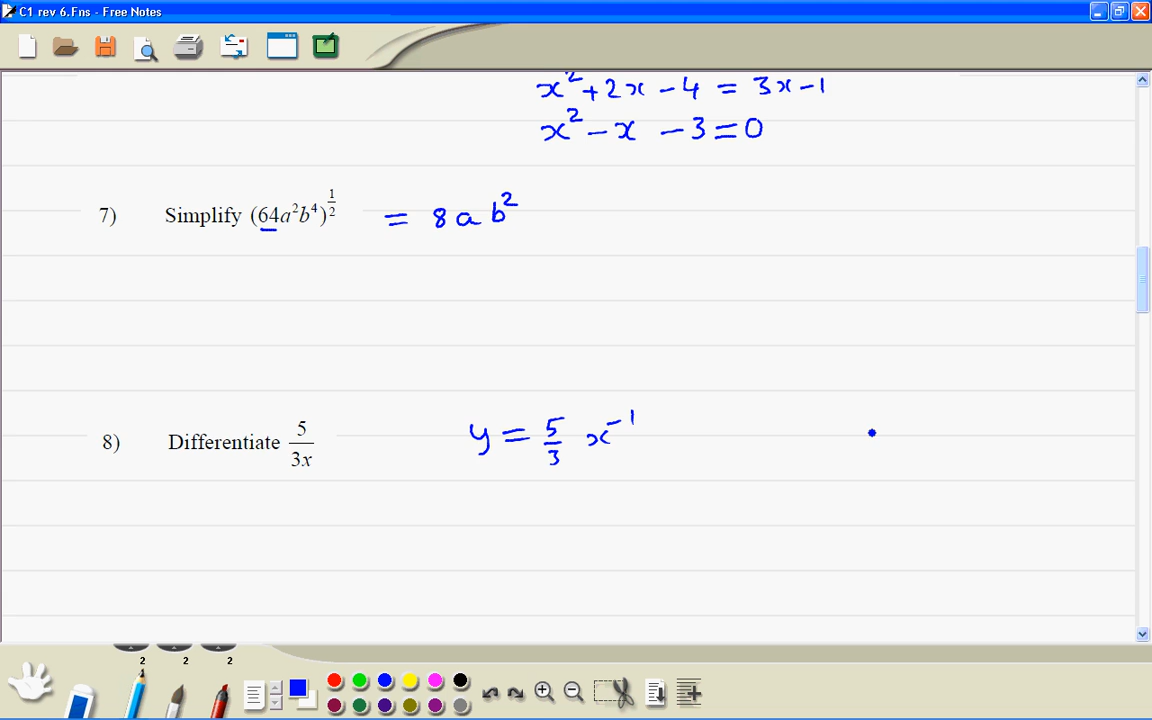 C1 rev 6.Fns - Free Notes
x² + 2x - 4 = 3x - 1
x² - x - 3 = 0
7) Simplify (64a²b⁴)^(1/2) = 8ab²
8) Differentiate 5/3x y = 5/3 x⁻¹
2 2 2